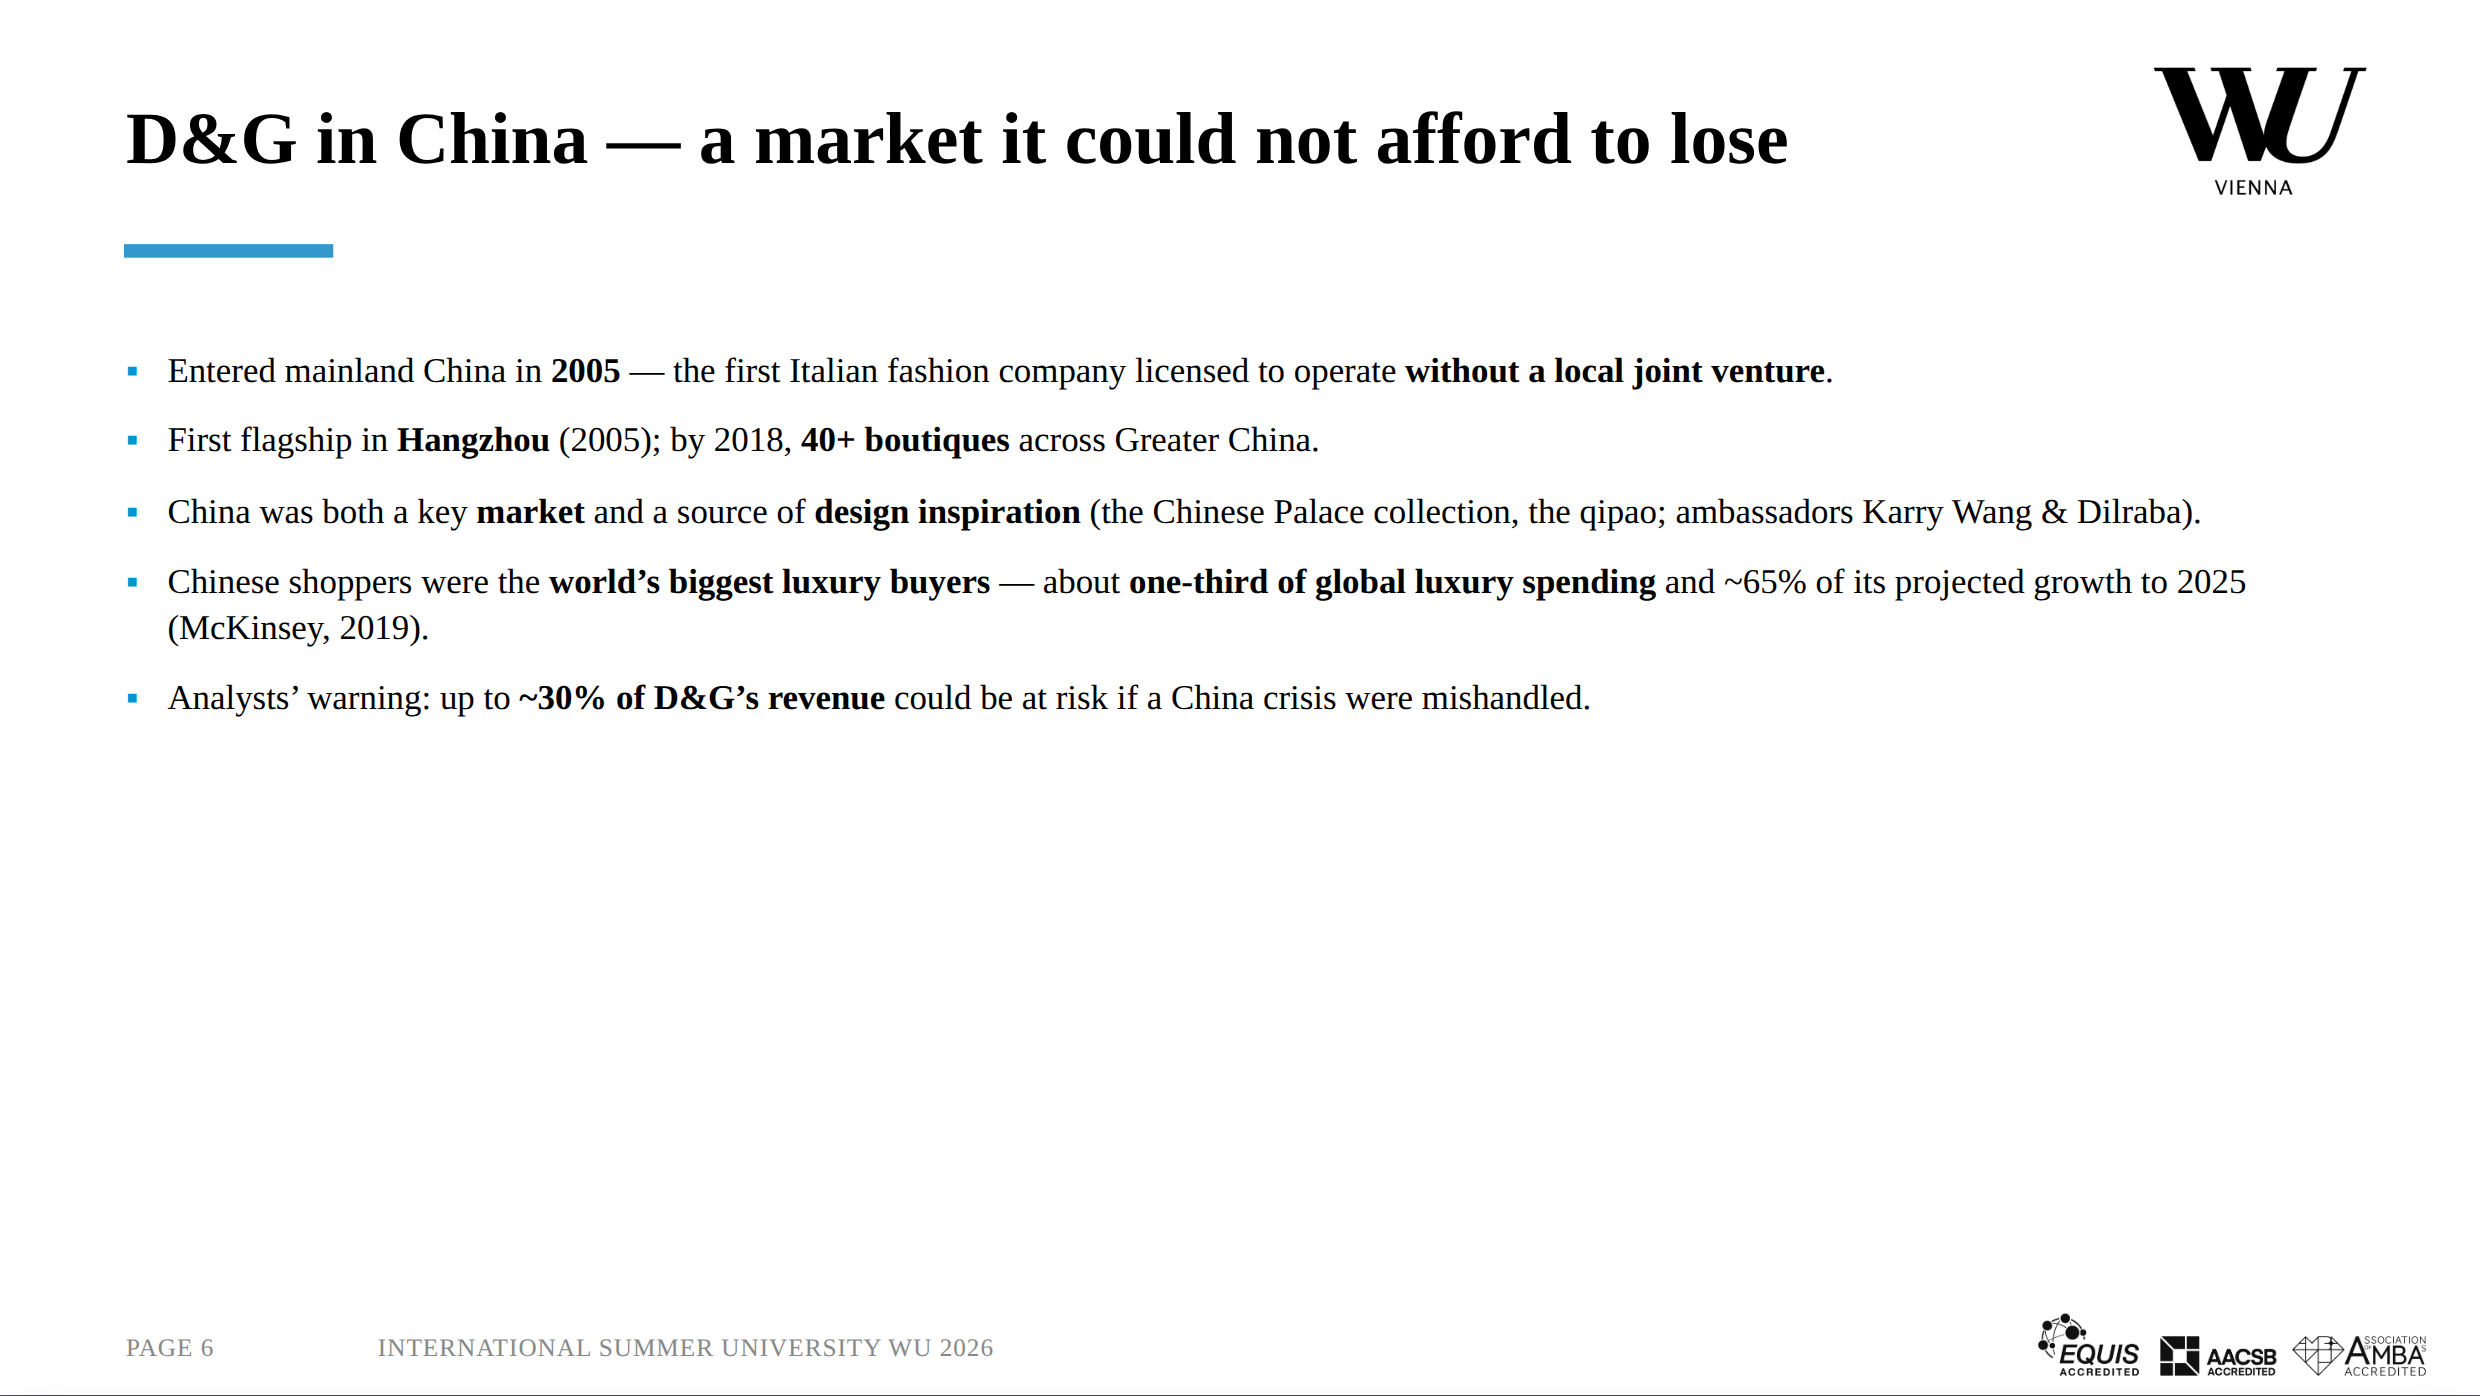 D&G in China — a market it could not afford to lose
WU
VIENNA
▪ Entered mainland China in 2005 — the first Italian fashion company licensed to operate without a local joint venture.
▪ First flagship in Hangzhou (2005); by 2018, 40+ boutiques across Greater China.
▪ China was both a key market and a source of design inspiration (the Chinese Palace collection, the qipao; ambassadors Karry Wang & Dilraba).
▪ Chinese shoppers were the world’s biggest luxury buyers — about one-third of global luxury spending and ~65% of its projected growth to 2025
(McKinsey, 2019).
▪ Analysts’ warning: up to ~30% of D&G’s revenue could be at risk if a China crisis were mishandled.
PAGE 6 INTERNATIONAL SUMMER UNIVERSITY WU 2026
EQUIS
ACCREDITED
AACSB
ACCREDITED
ASSOCIATION
OF
AMBAS
ACCREDITED